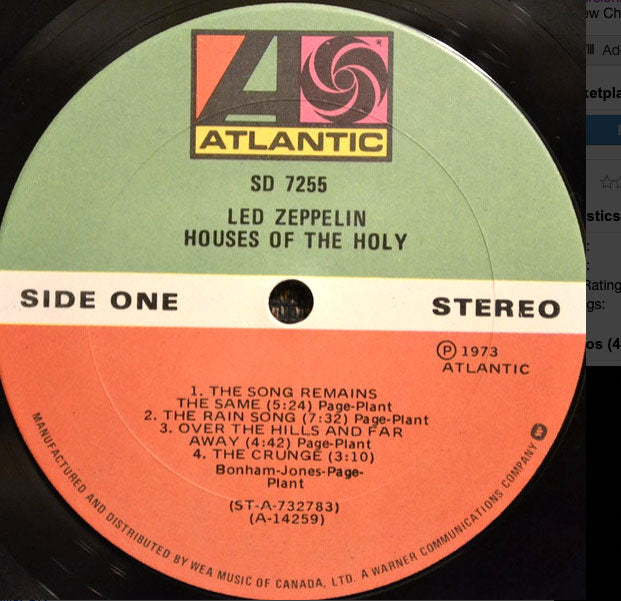 ATLANTIC
SD 7255
LED ZEPPELIN
HOUSES OF THE HOLY
SIDE ONE
STEREO
Ⓟ 1973
ATLANTIC
1. THE SONG REMAINS
THE SAME (5:24) Page-Plant
2. THE RAIN SONG (7:32) Page-Plant
3. OVER THE HILLS AND FAR
AWAY (4:42) Page-Plant
4. THE CRUNGE (3:10)
Bonham-Jones-Page-
Plant
(ST-A-732783)
(A-14259)
MANUFACTURED AND DISTRIBUTED BY WEA MUSIC OF CANADA, LTD. A WARNER COMMUNICATIONS COMPANY